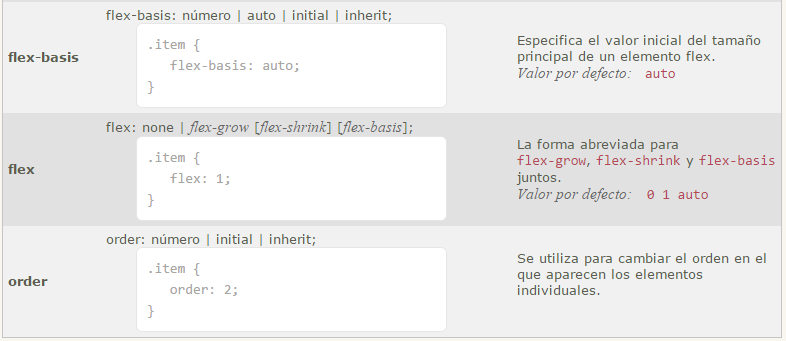 flex-basis: número | auto | initial | inherit;
flex-basis
.item {
flex-basis: auto;
}
Especifica el valor inicial del tamaño
principal de un elemento flex.
Valor por defecto: auto
flex: none | flex-grow [flex-shrink] [flex-basis];
flex
.item {
flex: 1;
}
La forma abreviada para
flex-grow, flex-shrink y flex-basis
juntos.
Valor por defecto: 0 1 auto
order: número | initial | inherit;
order
.item {
order: 2;
}
Se utiliza para cambiar el orden en el
que aparecen los elementos
individuales.